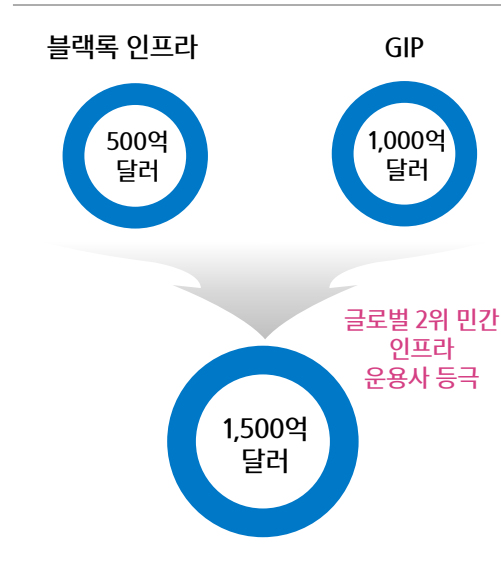 블랙록 인프라
GIP
500억
달러
1,000억
달러
글로벌 2위 민간
인프라
운용사 등극
1,500억
달러